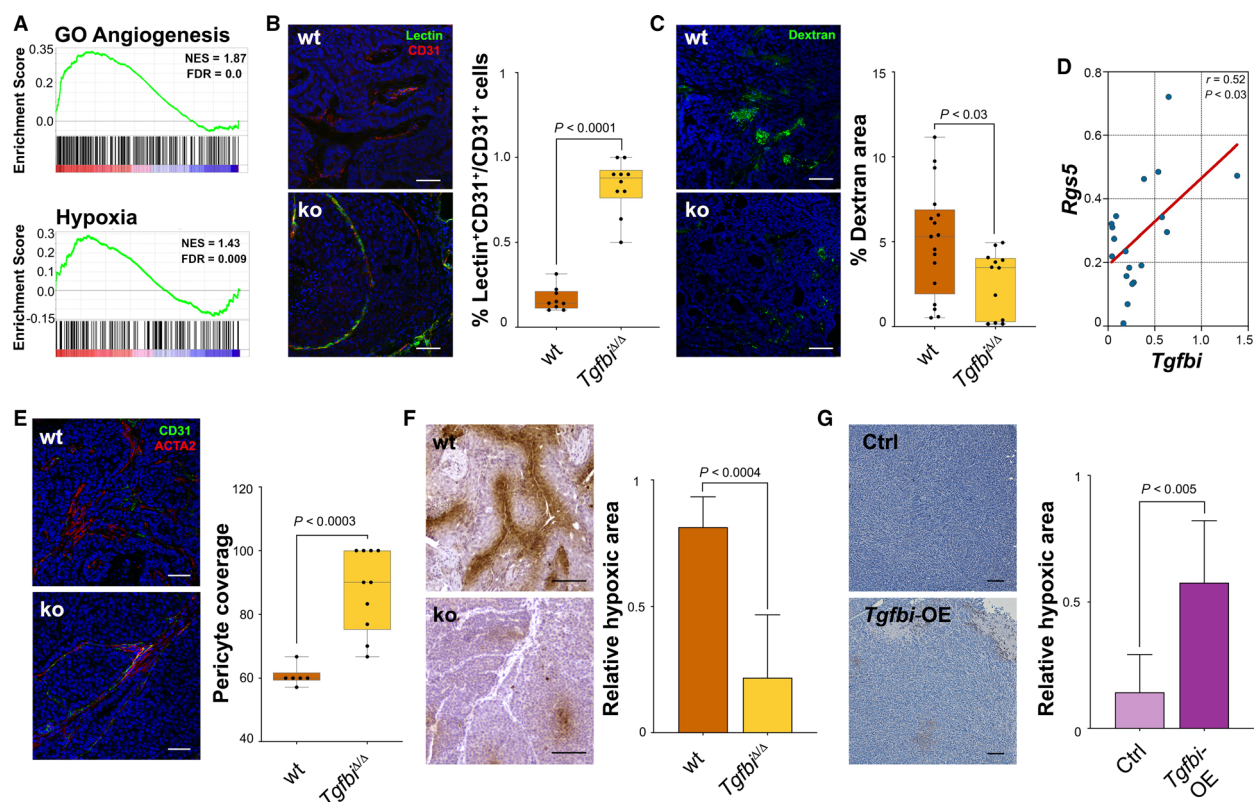 A
GO Angiogenesis
Enrichment Score
0.35
0.2
0.0
NES = 1.87
FDR = 0.0
Hypoxia
Enrichment Score
0.3
0.0
-0.15
NES = 1.43
FDR = 0.009
B
wt
Lectin
CD31
ko
% Lectin⁺CD31⁺/CD31⁺ cells
1.0
0.5
0
P < 0.0001
wt
Tgfbi^Δ/Δ
C
wt
Dextran
ko
% Dextran area
15
10
5
0
P < 0.03
wt
Tgfbi^Δ/Δ
D
Rgs5
0.8
0.6
0.4
0.2
0
r = 0.52
P < 0.03
0 0.5 1.0 1.5
Tgfbi
E
wt
CD31
ACTA2
ko
Pericyte coverage
120
100
80
60
40
P < 0.0003
wt
Tgfbi^Δ/Δ
F
wt
ko
Relative hypoxic area
1
0.5
0
P < 0.0004
wt
Tgfbi^Δ/Δ
G
Ctrl
Tgfbi-OE
Relative hypoxic area
1
0.5
0
P < 0.005
Ctrl
Tgfbi-
OE